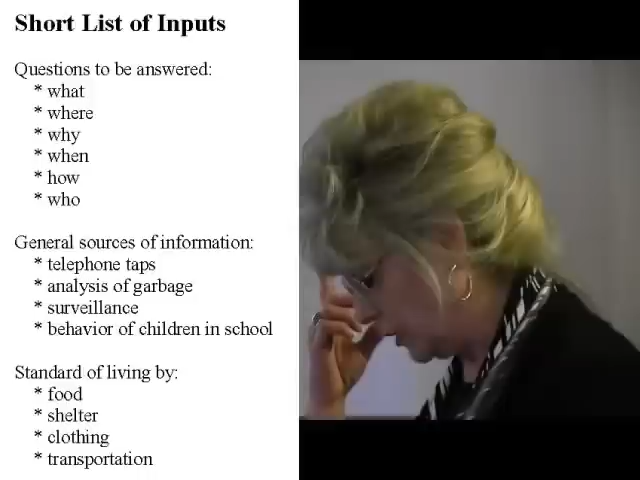 Short List of Inputs
Questions to be answered:
* what
* where
* why
* when
* how
* who
General sources of information:
* telephone taps
* analysis of garbage
* surveillance
* behavior of children in school
Standard of living by:
* food
* shelter
* clothing
* transportation